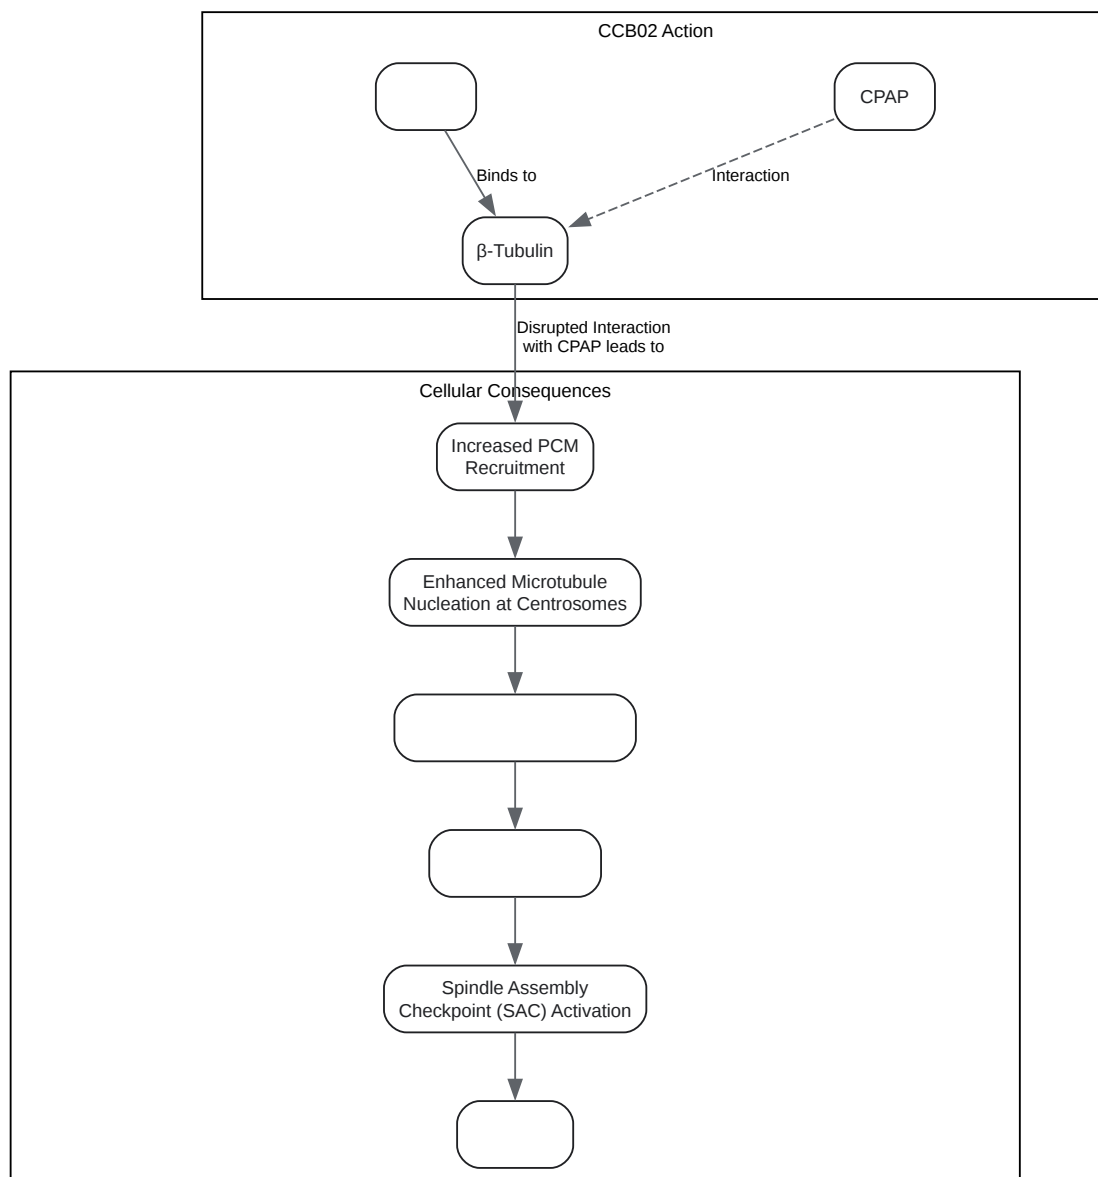 CCB02 Action
CPAP
Binds to
Interaction
β-Tubulin
Disrupted Interaction
with CPAP leads to
Cellular Consequences
Increased PCM
Recruitment
Enhanced Microtubule
Nucleation at Centrosomes
Spindle Assembly
Checkpoint (SAC) Activation